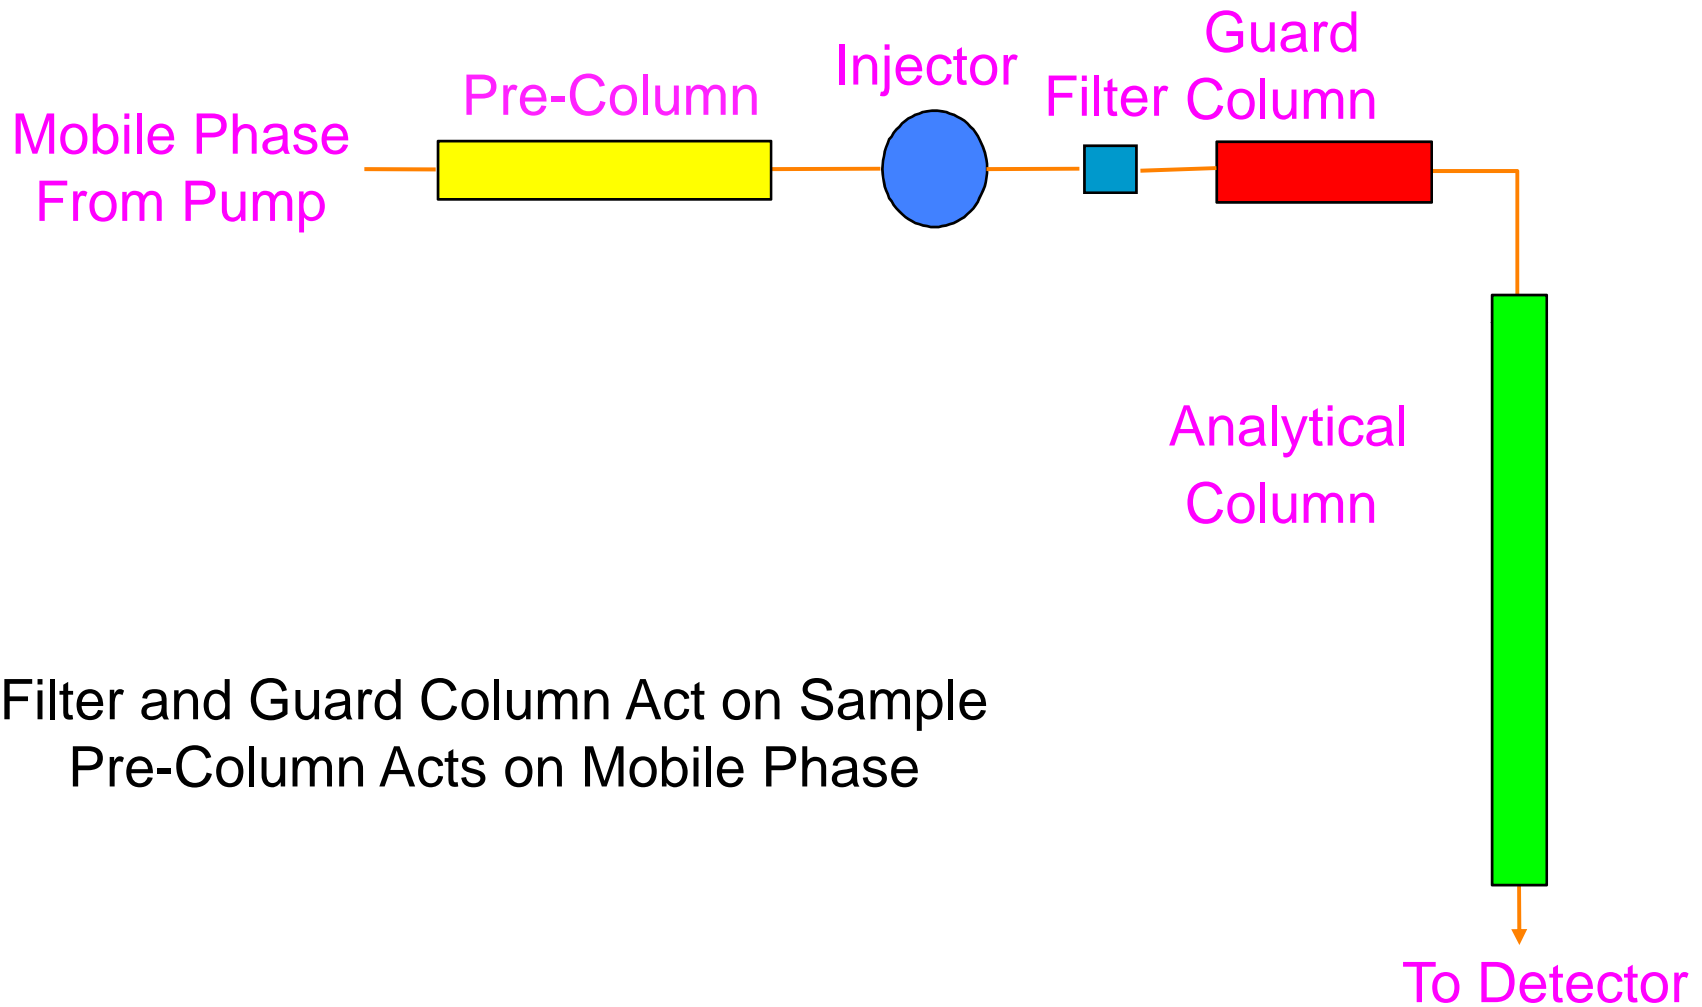 Mobile Phase
From Pump
Pre-Column
Injector
Filter
Guard
Column
Analytical
Column
Filter and Guard Column Act on Sample
Pre-Column Acts on Mobile Phase
To Detector